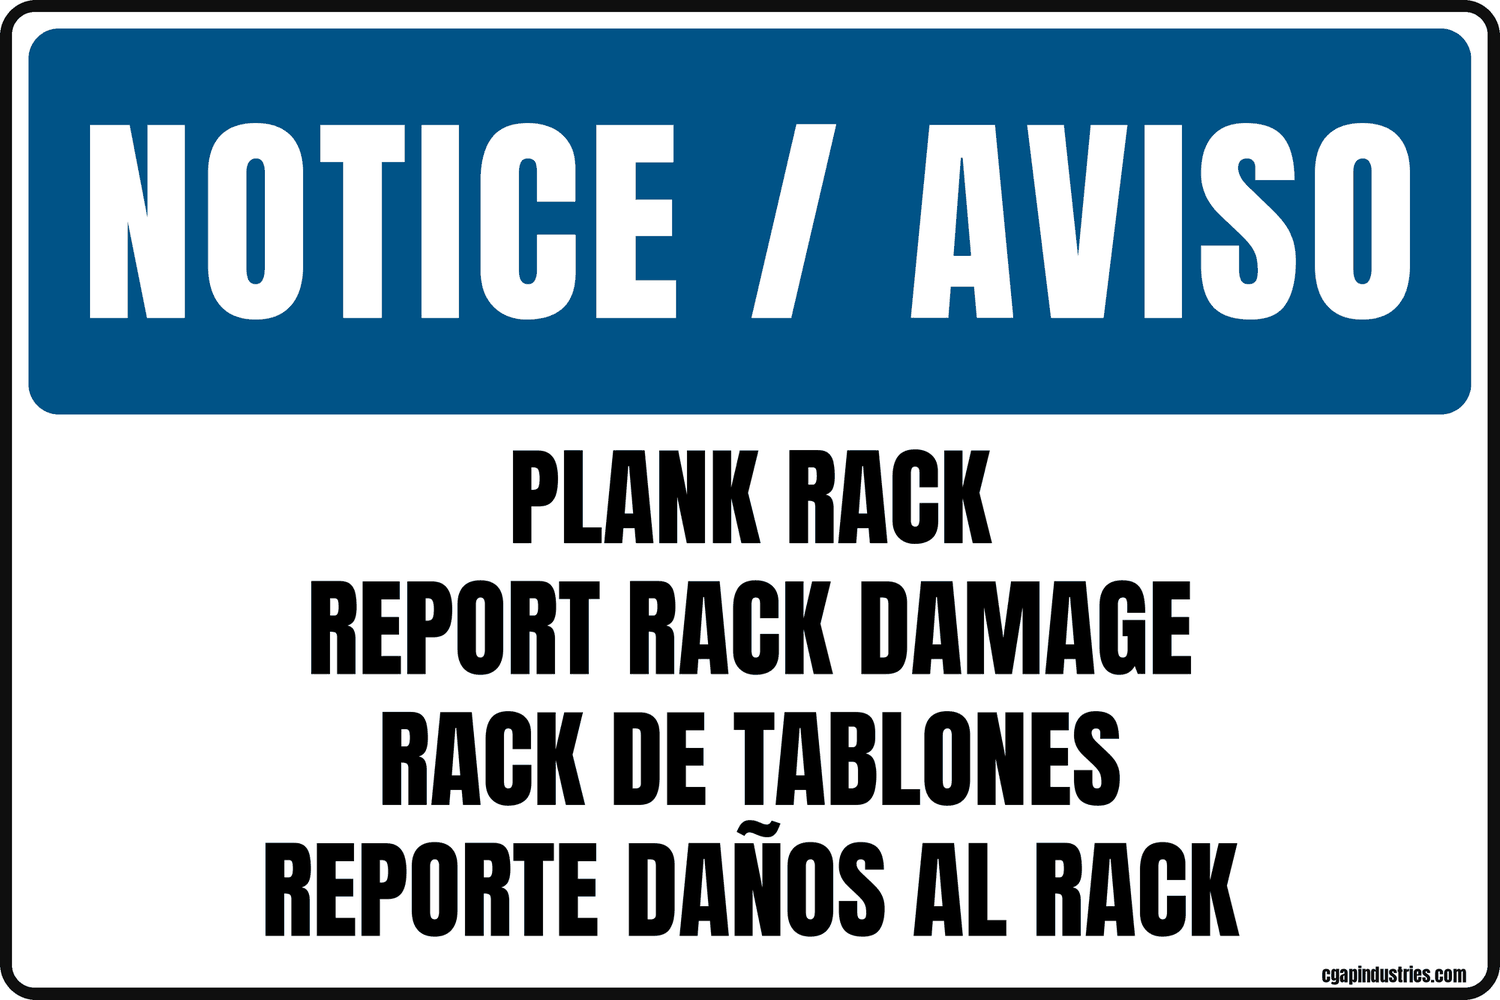 NOTICE / AVISO
PLANK RACK
REPORT RACK DAMAGE
RACK DE TABLONES
REPORTE DAÑOS AL RACK
cgapindustries.com